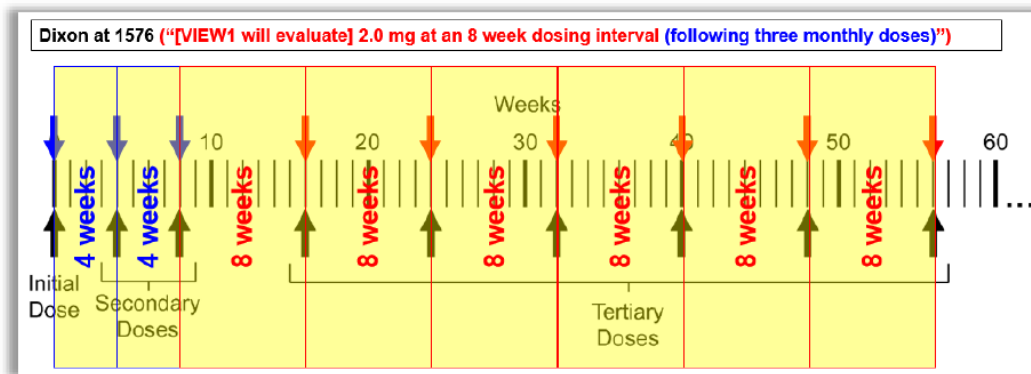 Dixon at 1576 (“[VIEW1 will evaluate] 2.0 mg at an 8 week dosing interval (following three monthly doses)”)
Weeks
10 20 30 40 50 60
4 weeks 4 weeks 8 weeks 8 weeks 8 weeks 8 weeks 8 weeks 8 weeks
...
Initial
Dose
Secondary
Doses
Tertiary
Doses